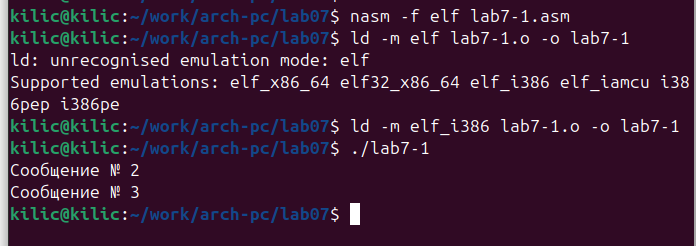 kilic@kilic:~/work/arch-pc/lab07$ nasm -f elf lab7-1.asm
kilic@kilic:~/work/arch-pc/lab07$ ld -m elf lab7-1.o -o lab7-1
ld: unrecognised emulation mode: elf
Supported emulations: elf_x86_64 elf32_x86_64 elf_i386 elf_iamcu i38
6pep i386pe
kilic@kilic:~/work/arch-pc/lab07$ ld -m elf_i386 lab7-1.o -o lab7-1
kilic@kilic:~/work/arch-pc/lab07$ ./lab7-1
Сообщение № 2
Сообщение № 3
kilic@kilic:~/work/arch-pc/lab07$